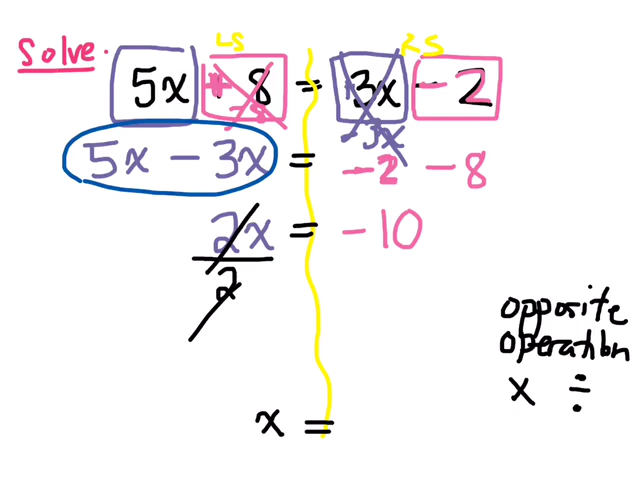 Solve.
LS RS
5x + 8 = 3x - 2
- 8 - 3x
5x - 3x = -2 - 8
2x = -10
2
opposite
operation
x ÷
x =